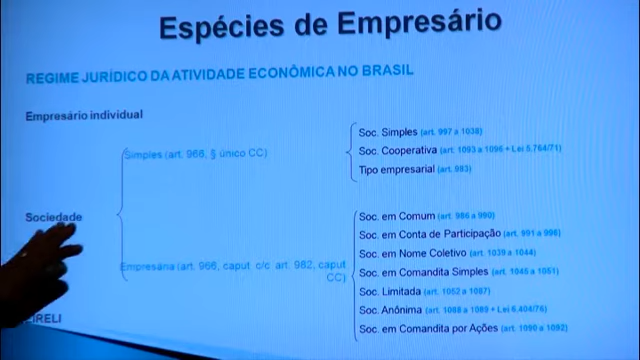 Espécies de Empresário
REGIME JURÍDICO DA ATIVIDADE ECONÔMICA NO BRASIL
Empresário individual
Simples (art. 966, § único CC)
Soc. Simples (art. 997 a 1038)
Soc. Cooperativa (art. 1093 a 1096 + Lei 5.764/71)
Tipo empresarial (art. 983)
Sociedade
Empresária (art. 966, caput c/c art. 982, caput
CC)
Soc. em Comum (art. 986 a 990)
Soc. em Conta de Participação (art. 991 a 996)
Soc. em Nome Coletivo (art. 1039 a 1044)
Soc. em Comandita Simples (art. 1045 a 1051)
Soc. Limitada (art. 1052 a 1087)
Soc. Anônima (art. 1088 a 1089 + Lei 6.404/76)
Soc. em Comandita por Ações (art. 1090 a 1092)
EIRELI